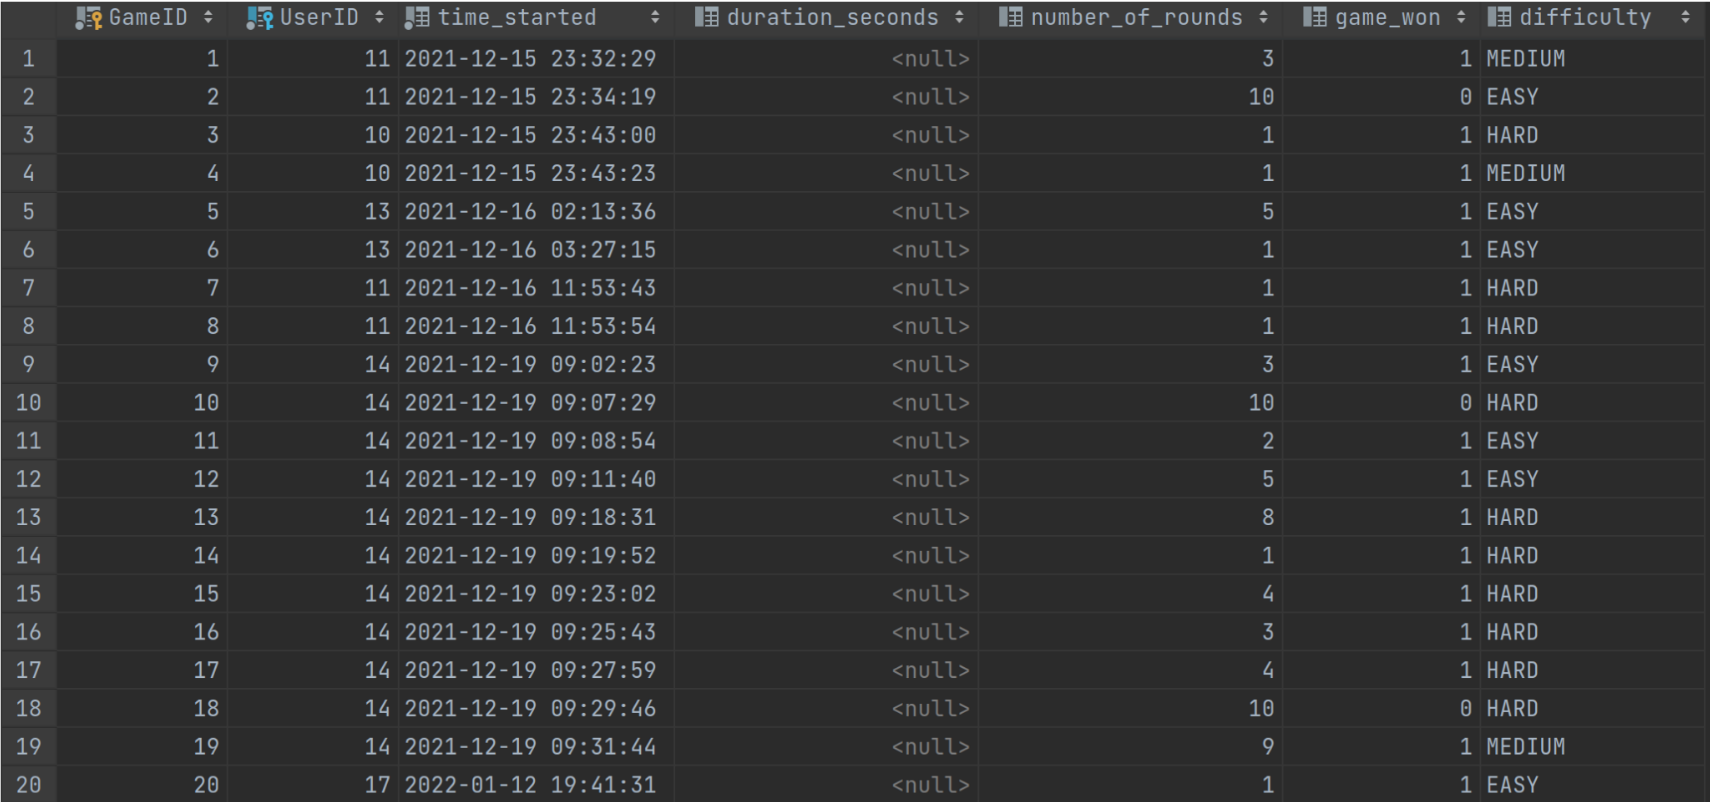 GameID UserID time_started duration_seconds number_of_rounds game_won difficulty
1 1 11 2021-12-15 23:32:29 <null> 3 1 MEDIUM
2 2 11 2021-12-15 23:34:19 <null> 10 0 EASY
3 3 10 2021-12-15 23:43:00 <null> 1 1 HARD
4 4 10 2021-12-15 23:43:23 <null> 1 1 MEDIUM
5 5 13 2021-12-16 02:13:36 <null> 5 1 EASY
6 6 13 2021-12-16 03:27:15 <null> 1 1 EASY
7 7 11 2021-12-16 11:53:43 <null> 1 1 HARD
8 8 11 2021-12-16 11:53:54 <null> 1 1 HARD
9 9 14 2021-12-19 09:02:23 <null> 3 1 EASY
10 10 14 2021-12-19 09:07:29 <null> 10 0 HARD
11 11 14 2021-12-19 09:08:54 <null> 2 1 EASY
12 12 14 2021-12-19 09:11:40 <null> 5 1 EASY
13 13 14 2021-12-19 09:18:31 <null> 8 1 HARD
14 14 14 2021-12-19 09:19:52 <null> 1 1 HARD
15 15 14 2021-12-19 09:23:02 <null> 4 1 HARD
16 16 14 2021-12-19 09:25:43 <null> 3 1 HARD
17 17 14 2021-12-19 09:27:59 <null> 4 1 HARD
18 18 14 2021-12-19 09:29:46 <null> 10 0 HARD
19 19 14 2021-12-19 09:31:44 <null> 9 1 MEDIUM
20 20 17 2022-01-12 19:41:31 <null> 1 1 EASY